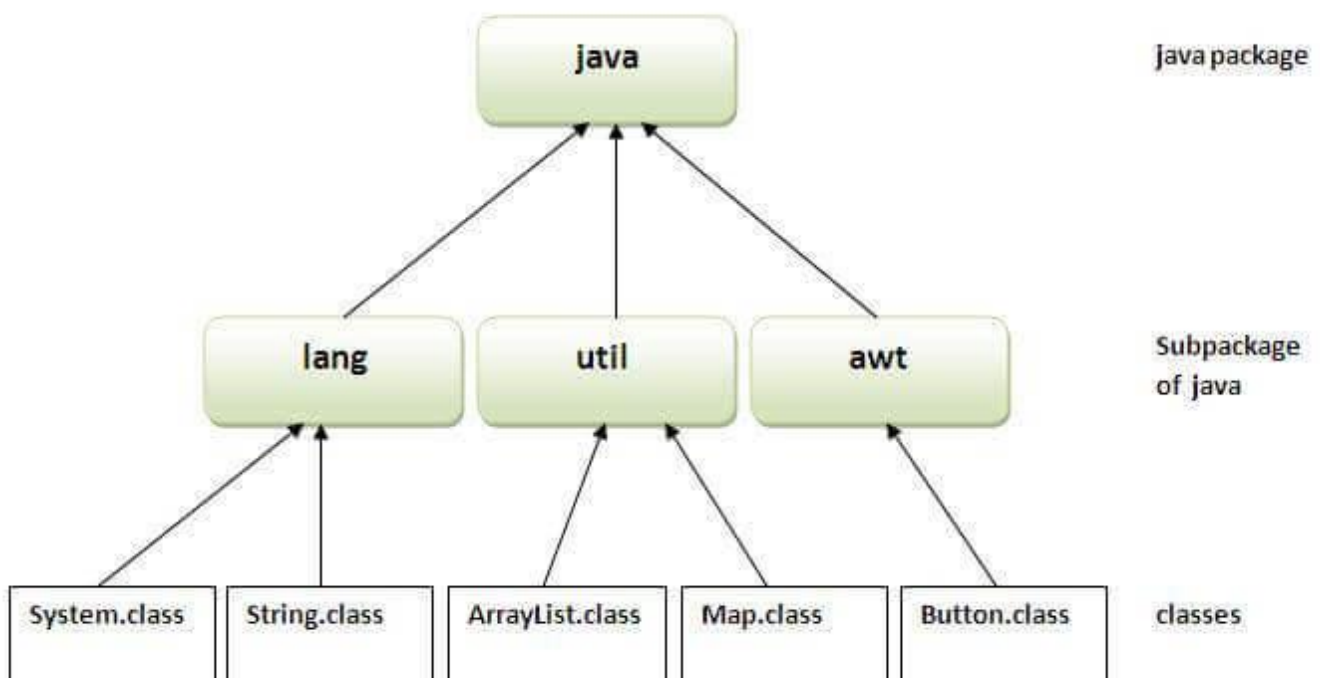 java
java package
lang
util
awt
Subpackage
of java
System.class
String.class
ArrayList.class
Map.class
Button.class
classes